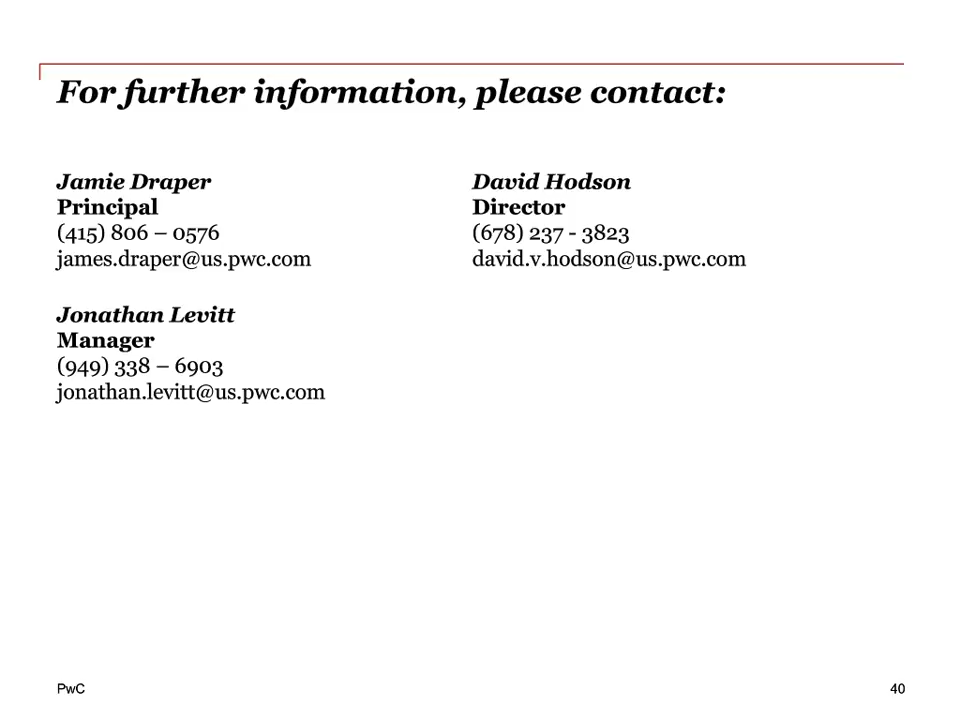 For further information, please contact:
Jamie Draper
Principal
(415) 806 – 0576
james.draper@us.pwc.com
David Hodson
Director
(678) 237 - 3823
david.v.hodson@us.pwc.com
Jonathan Levitt
Manager
(949) 338 – 6903
jonathan.levitt@us.pwc.com
PwC
40